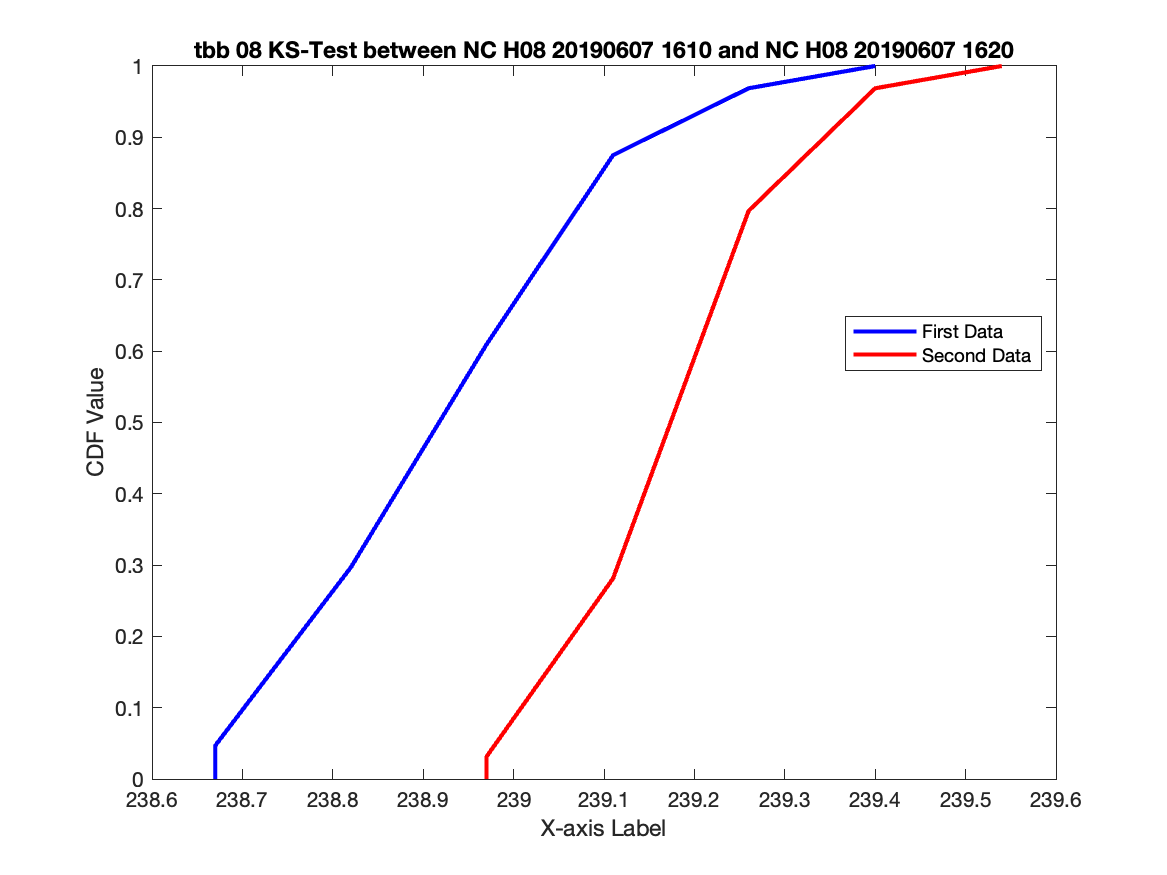 tbb 08 KS-Test between NC H08 20190607 1610 and NC H08 20190607 1620
1
0.9
0.8
0.7
0.6
0.5
0.4
0.3
0.2
0.1
0
CDF Value
First Data
Second Data
238.6 238.7 238.8 238.9 239 239.1 239.2 239.3 239.4 239.5 239.6
X-axis Label